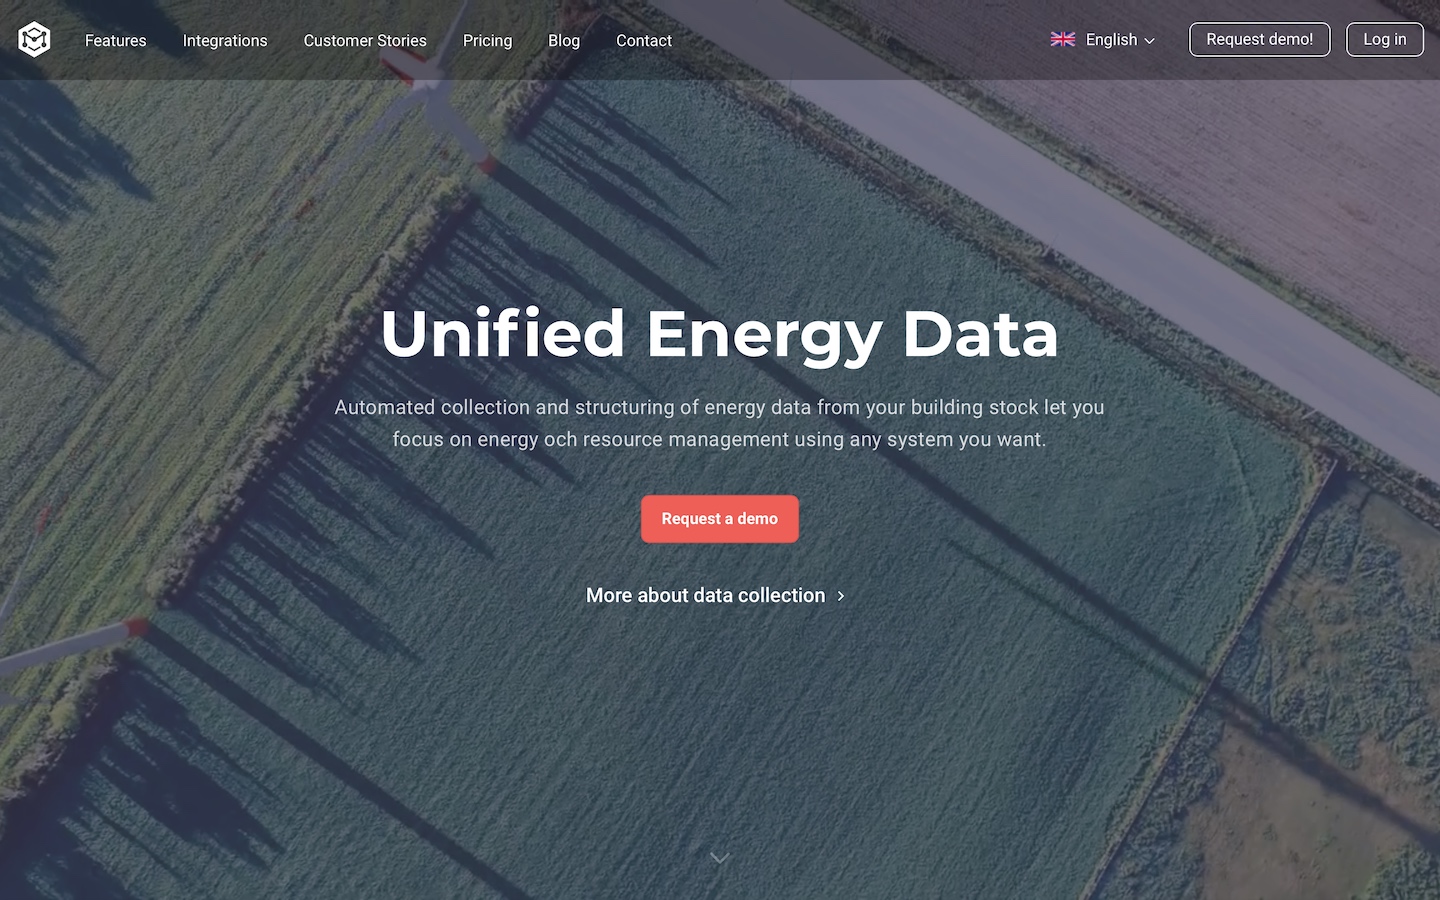 Features
Integrations
Customer Stories
Pricing
Blog
Contact
English
Request demo!
Log in
Unified Energy Data
Automated collection and structuring of energy data from your building stock let you
focus on energy och resource management using any system you want.
Request a demo
More about data collection